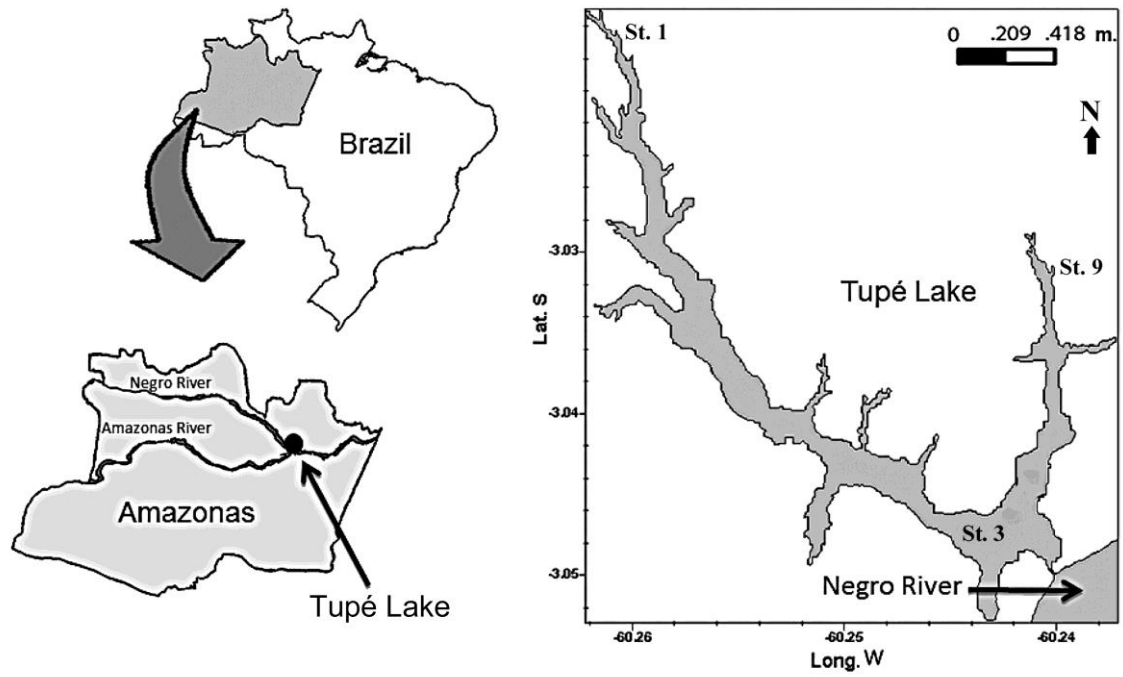 Brazil
Negro River
Amazonas River
Amazonas
Tupé Lake
St. 1
0 .209 .418 m.
N
-3.03
St. 9
Tupé Lake
Lat. S
-3.04
St. 3
-3.05
Negro River
-60.26 -60.25 -60.24
Long. W